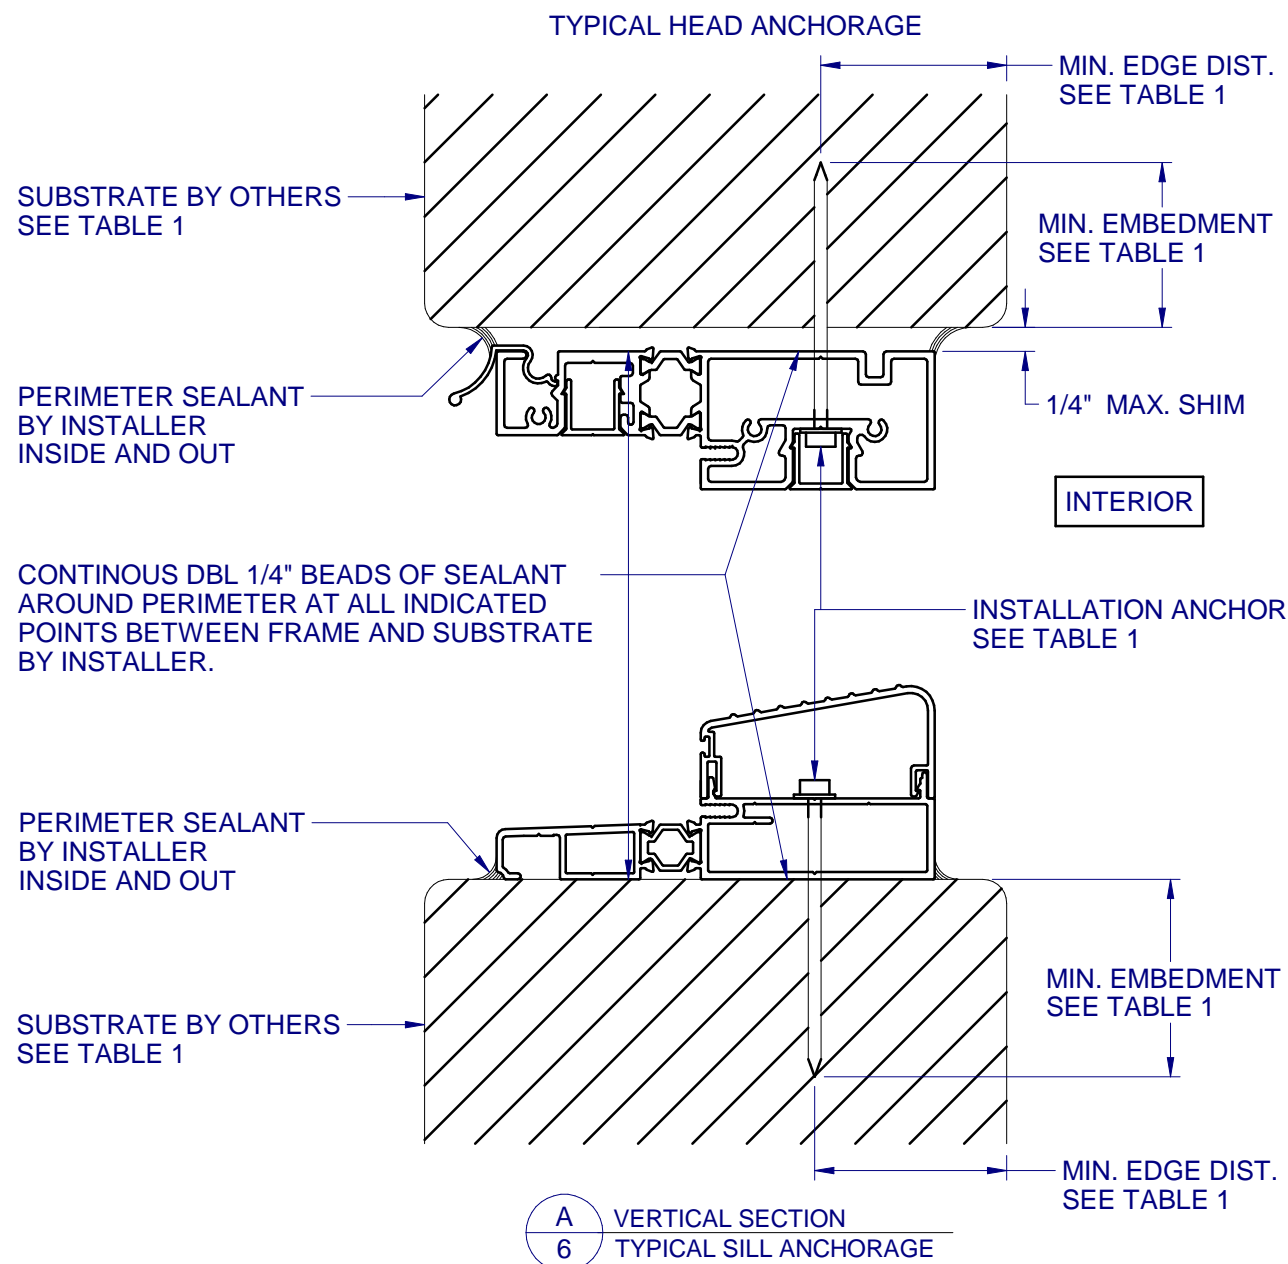 TYPICAL HEAD ANCHORAGE
MIN. EDGE DIST.
SEE TABLE 1
SUBSTRATE BY OTHERS
SEE TABLE 1
MIN. EMBEDMENT
SEE TABLE 1
PERIMETER SEALANT
BY INSTALLER
INSIDE AND OUT
1/4" MAX. SHIM
INTERIOR
CONTINOUS DBL 1/4" BEADS OF SEALANT
AROUND PERIMETER AT ALL INDICATED
POINTS BETWEEN FRAME AND SUBSTRATE
BY INSTALLER.
INSTALLATION ANCHOR
SEE TABLE 1
PERIMETER SEALANT
BY INSTALLER
INSIDE AND OUT
MIN. EMBEDMENT
SEE TABLE 1
SUBSTRATE BY OTHERS
SEE TABLE 1
MIN. EDGE DIST.
SEE TABLE 1
A
6
VERTICAL SECTION
TYPICAL SILL ANCHORAGE